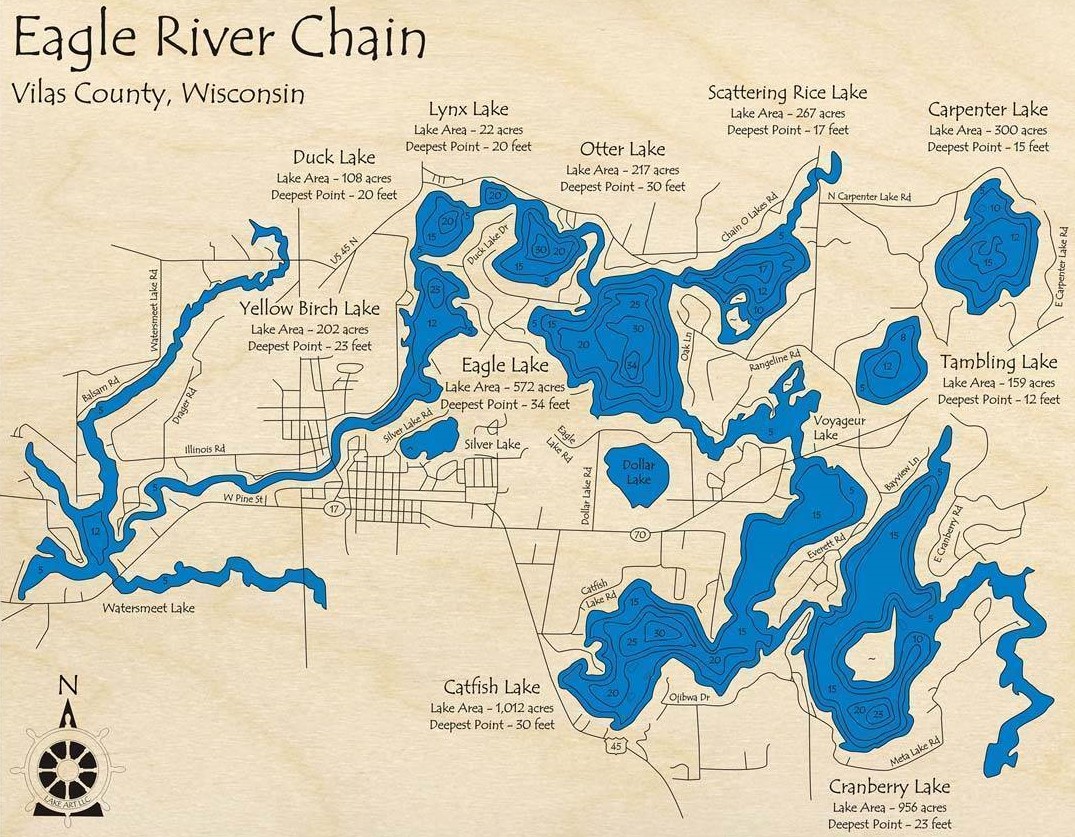 Eagle River Chain
Vilas County, Wisconsin
Lynx Lake
Lake Area - 22 acres
Deepest Point - 20 feet
Scattering Rice Lake
Lake Area - 267 acres
Deepest Point - 17 feet
Carpenter Lake
Lake Area - 300 acres
Deepest Point - 15 feet
Duck Lake
Lake Area - 108 acres
Deepest Point - 20 feet
Otter Lake
Lake Area - 217 acres
Deepest Point - 30 feet
N Carpenter Lake Rd
E Carpenter Lake Rd
Chain O Lakes Rd
US 45 N
Duck Lake Dr
Watersmeet Lake Rd
20
20
5
15
30
20
15
10
12
15
5
17
12
10
Yellow Birch Lake
Lake Area - 202 acres
Deepest Point - 23 feet
23
12
25
5
15
20
30
34
Eagle Lake
Lake Area - 572 acres
Deepest Point - 34 feet
Oak Ln
Rangeline Rd
8
12
5
Tambling Lake
Lake Area - 159 acres
Deepest Point - 12 feet
Balsam Rd
5
Drager Rd
Silver Lake Rd
Silver Lake
Eagle
Lake Rd
Voyageur
Lake
5
Illinois Rd
Dollar
Lake
Dollar Lake Rd
Bayview Ln
W Pine St
17
5
70
5
15
5
15
Everett Rd
E Cranberry Rd
12
5
5
Watersmeet Lake
Catfish
Lake Rd
15
25
30
20
15
20
5
10
15
20
23
N
LAKE ART LLC
Catfish Lake
Lake Area - 1,012 acres
Deepest Point - 30 feet
Ojibwa Dr
45
Meta Lake Rd
Cranberry Lake
Lake Area - 956 acres
Deepest Point - 23 feet